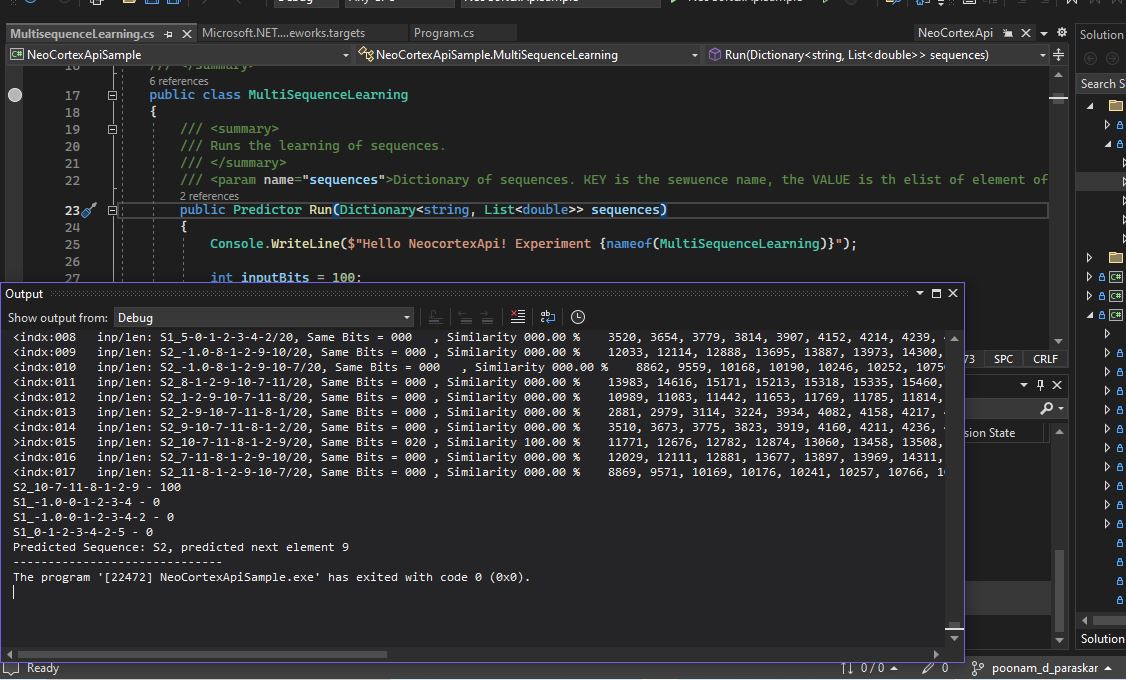 MultisequenceLearning.cs
Microsoft.NET....eworks.targets
Program.cs
NeoCortexApi
Solution
NeoCortexApiSample
NeoCortexApiSample.MultiSequenceLearning
Run(Dictionary<string, List<double>> sequences)
Search S
6 references
17 public class MultiSequenceLearning
18 {
19 /// <summary>
20 /// Runs the learning of sequences.
21 /// </summary>
22 /// <param name="sequences">Dictionary of sequences. KEY is the sewuence name, the VALUE is th elist of element of
2 references
23 public Predictor Run(Dictionary<string, List<double>> sequences)
24 {
25 Console.WriteLine($"Hello NeocortexApi! Experiment {nameof(MultiSequenceLearning)}");
26
27 int inputBits = 100;
Output
Show output from: Debug
<indx:008 inp/len: S1_5-0-1-2-3-4-2/20, Same Bits = 000 , Similarity 000.00 % 3520, 3654, 3779, 3814, 3907, 4152, 4214, 4239,
<indx:009 inp/len: S2_-1.0-8-1-2-9-10/20, Same Bits = 000 , Similarity 000.00 % 12033, 12114, 12888, 13695, 13887, 13973, 14300,
<indx:010 inp/len: S2_-1.0-8-1-2-9-10-7/20, Same Bits = 000 , Similarity 000.00 % 8862, 9559, 10168, 10190, 10246, 10252, 1075
<indx:011 inp/len: S2_8-1-2-9-10-7-11/20, Same Bits = 000 , Similarity 000.00 % 13983, 14616, 15171, 15213, 15318, 15335, 15460,
<indx:012 inp/len: S2_1-2-9-10-7-11-8/20, Same Bits = 000 , Similarity 000.00 % 10989, 11083, 11442, 11653, 11769, 11785, 11814,
<indx:013 inp/len: S2_2-9-10-7-11-8-1/20, Same Bits = 000 , Similarity 000.00 % 2881, 2979, 3114, 3224, 3934, 4082, 4158, 4217,
<indx:014 inp/len: S2_9-10-7-11-8-1-2/20, Same Bits = 000 , Similarity 000.00 % 3510, 3673, 3775, 3823, 3919, 4160, 4211, 4236,
<indx:015 inp/len: S2_10-7-11-8-1-2-9/20, Same Bits = 020 , Similarity 100.00 % 11771, 12676, 12782, 12874, 13060, 13458, 13508,
<indx:016 inp/len: S2_7-11-8-1-2-9-10/20, Same Bits = 000 , Similarity 000.00 % 12029, 12111, 12881, 13677, 13897, 13969, 14311,
<indx:017 inp/len: S2_11-8-1-2-9-10-7/20, Same Bits = 000 , Similarity 000.00 % 8869, 9571, 10169, 10176, 10241, 10257, 10766,
S2_10-7-11-8-1-2-9 - 100
S1_-1.0-0-1-2-3-4 - 0
S1_-1.0-0-1-2-3-4-2 - 0
S1_0-1-2-3-4-2-5 - 0
Predicted Sequence: S2, predicted next element 9
------------------------------
The program '[22472] NeoCortexApiSample.exe' has exited with code 0 (0x0).
73 SPC CRLF
sion State
Solution
Ready
0 / 0
0
poonam_d_paraskar